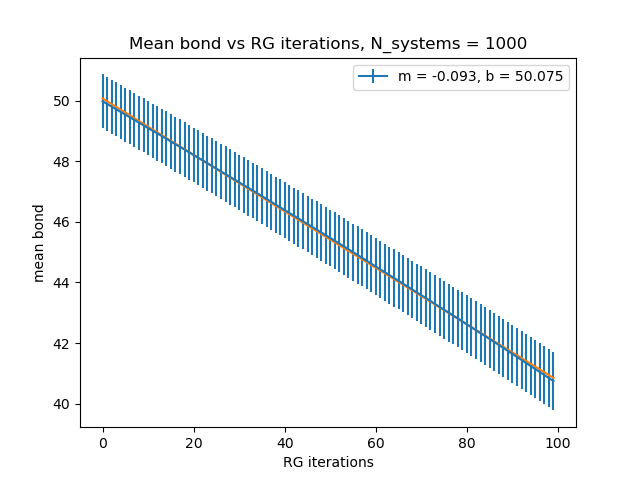 Mean bond vs RG iterations, N_systems = 1000
m = -0.093, b = 50.075
50
48
46
44
42
40
mean bond
0 20 40 60 80 100
RG iterations